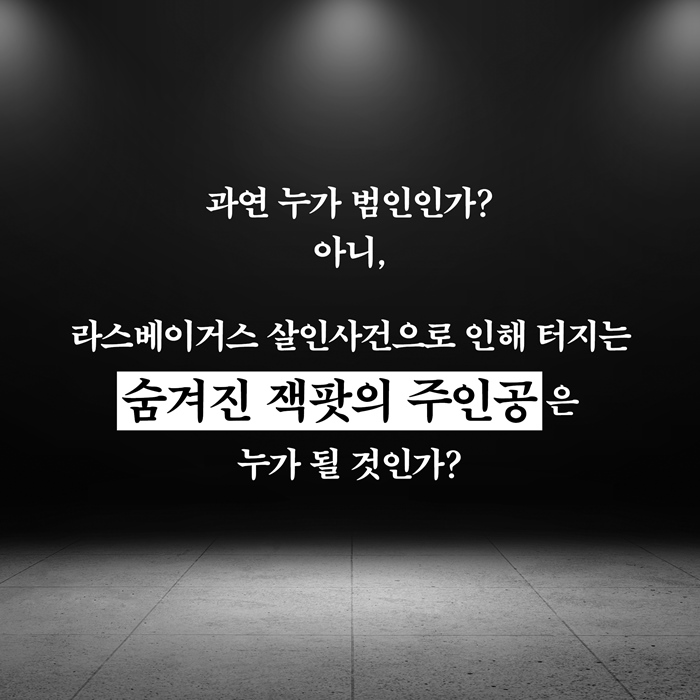 과연 누가 범인인가?
아니,
라스베이거스 살인사건으로 인해 터지는
숨겨진 잭팟의 주인공은
누가 될 것인가?